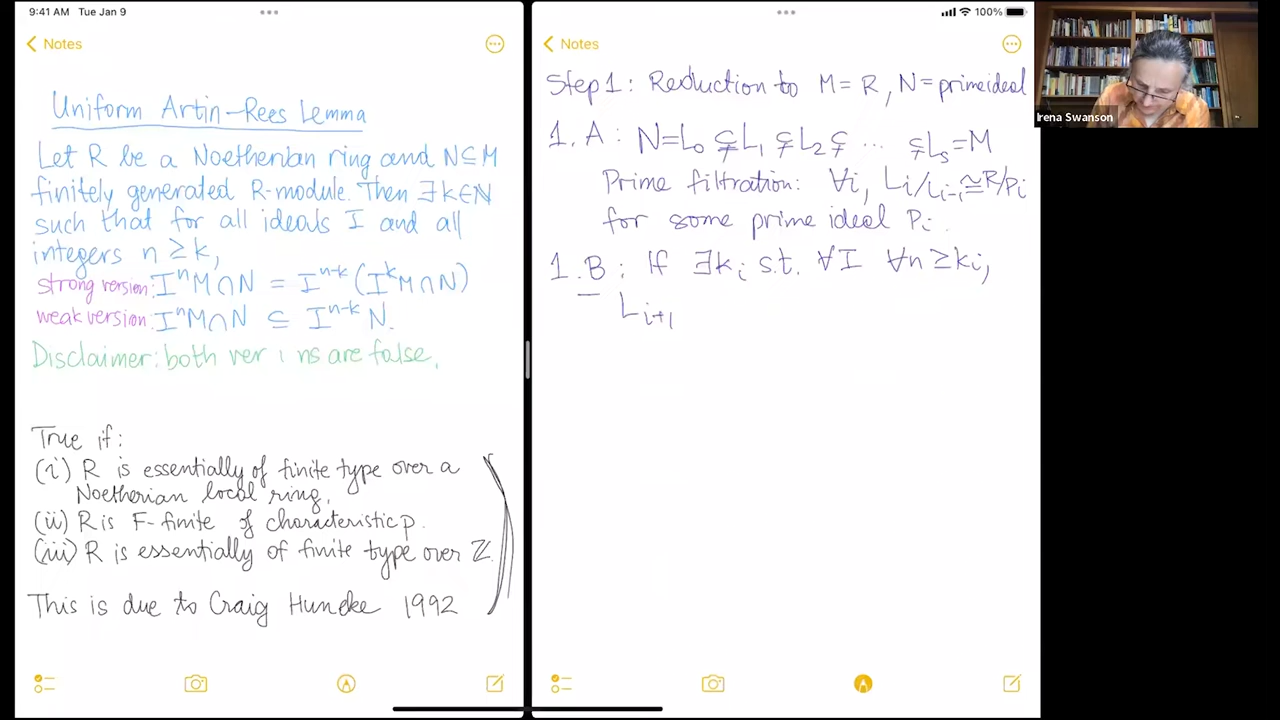 9:41 AM Tue Jan 9
Notes
Uniform Artin-Rees Lemma
Let R be a Noetherian ring and N⊆M
finitely generated R-module. Then ∃k∈ℕ
such that for all ideals I and all
integers n ≥ k,
strong version: IⁿM∩N = Iⁿ⁻ᵏ(IᵏM∩N)
weak version: IⁿM∩N ⊆ Iⁿ⁻ᵏN.
Disclaimer: both ver ns are false.
True if:
(i) R is essentially of finite type over a
Noetherian local ring.
(ii) R is F-finite of characteristic p.
(iii) R is essentially of finite type over ℤ.
This is due to Craig Huneke 1992
100%
Notes
Step 1: Reduction to M=R, N=prime ideal
1.A: N=L₀ ⊊ L₁ ⊊ L₂ ⊊ ... ⊊ Lₛ=M
Prime filtration: ∀i, Lᵢ/Lᵢ₋₁≅R/Pᵢ
for some prime ideal Pᵢ.
1.B: If ∃kᵢ s.t. ∀I ∀n≥kᵢ,
Lᵢ₊₁
Irena Swanson